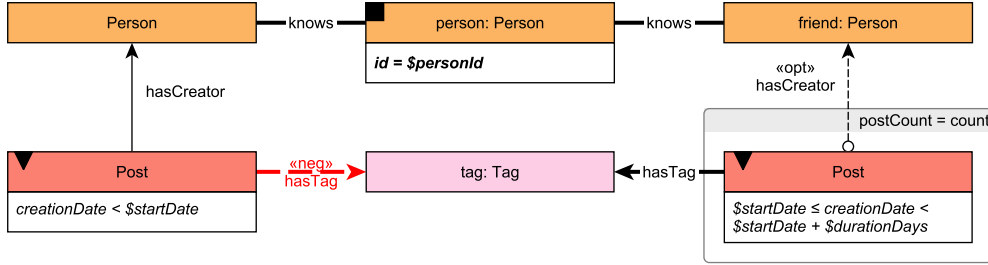 Person
knows
person: Person
knows
friend: Person
id = $personId
«opt»
hasCreator
hasCreator
postCount = count
Post
«neg»
hasTag
tag: Tag
hasTag
Post
creationDate < $startDate
$startDate ≤ creationDate <
$startDate + $durationDays